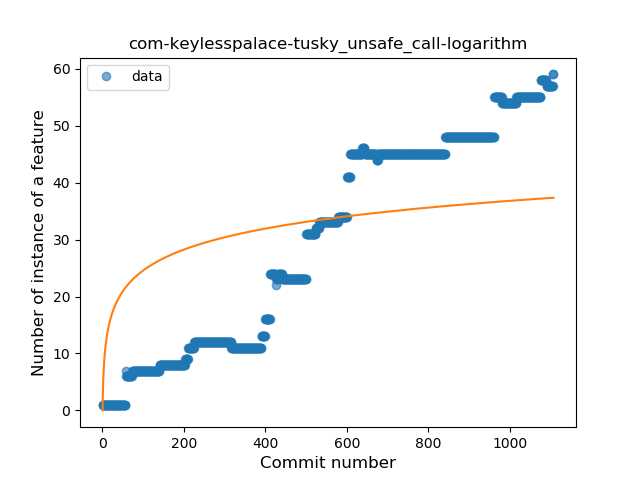 com-keylesspalace-tusky_unsafe_call-logarithm
data
Number of instance of a feature
60
50
40
30
20
10
0
0 200 400 600 800 1000
Commit number